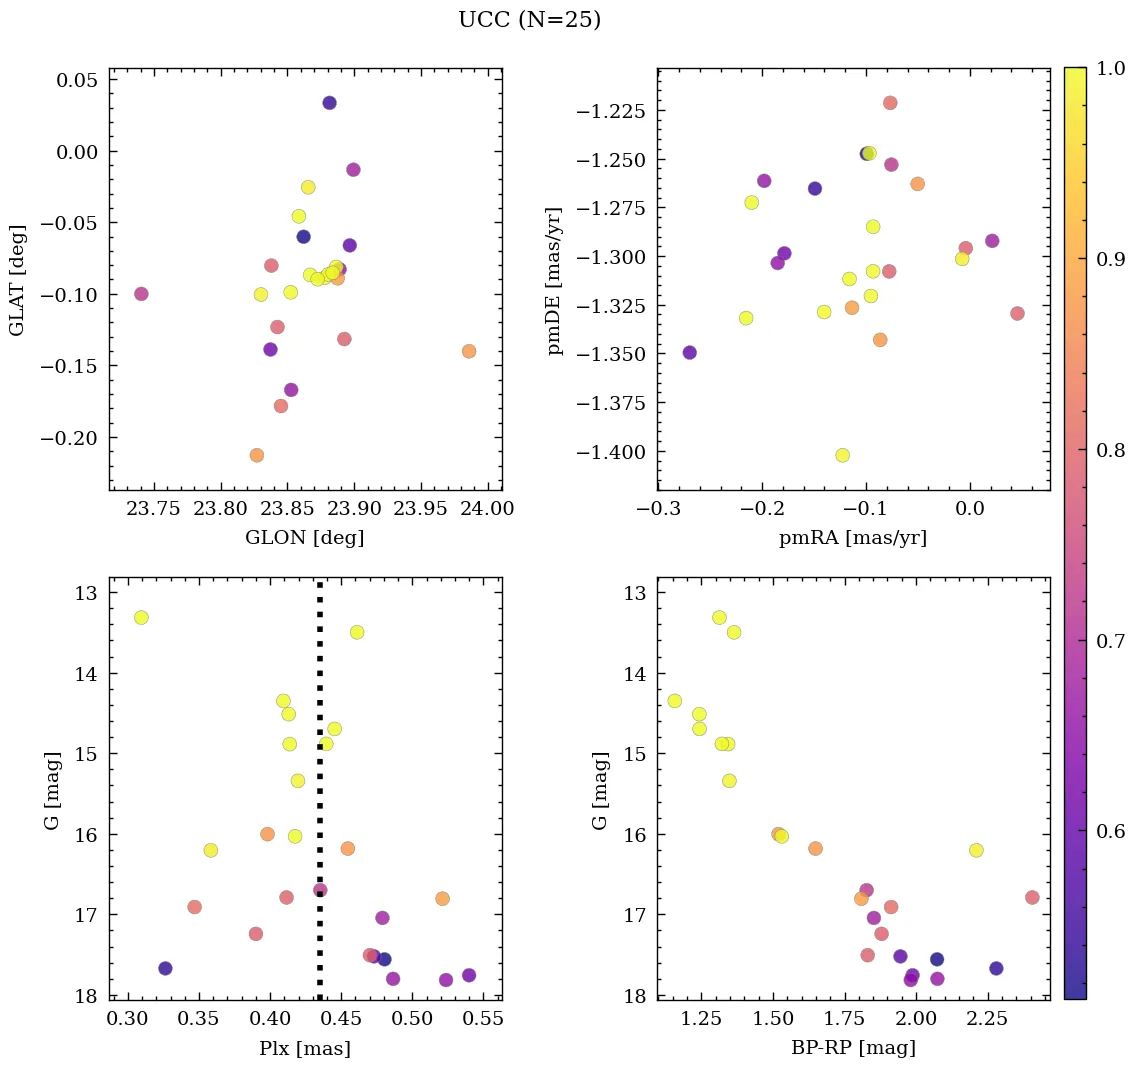 UCC (N=25)
0.05
0.00
−0.05
−0.10
−0.15
−0.20
GLAT [deg]
23.75 23.80 23.85 23.90 23.95 24.00
GLON [deg]
−1.225
−1.250
−1.275
−1.300
−1.325
−1.350
−1.375
−1.400
pmDE [mas/yr]
−0.3 −0.2 −0.1 0.0
pmRA [mas/yr]
13
14
15
16
17
18
G [mag]
0.30 0.35 0.40 0.45 0.50 0.55
Plx [mas]
13
14
15
16
17
18
G [mag]
1.25 1.50 1.75 2.00 2.25
BP-RP [mag]
1.0
0.9
0.8
0.7
0.6